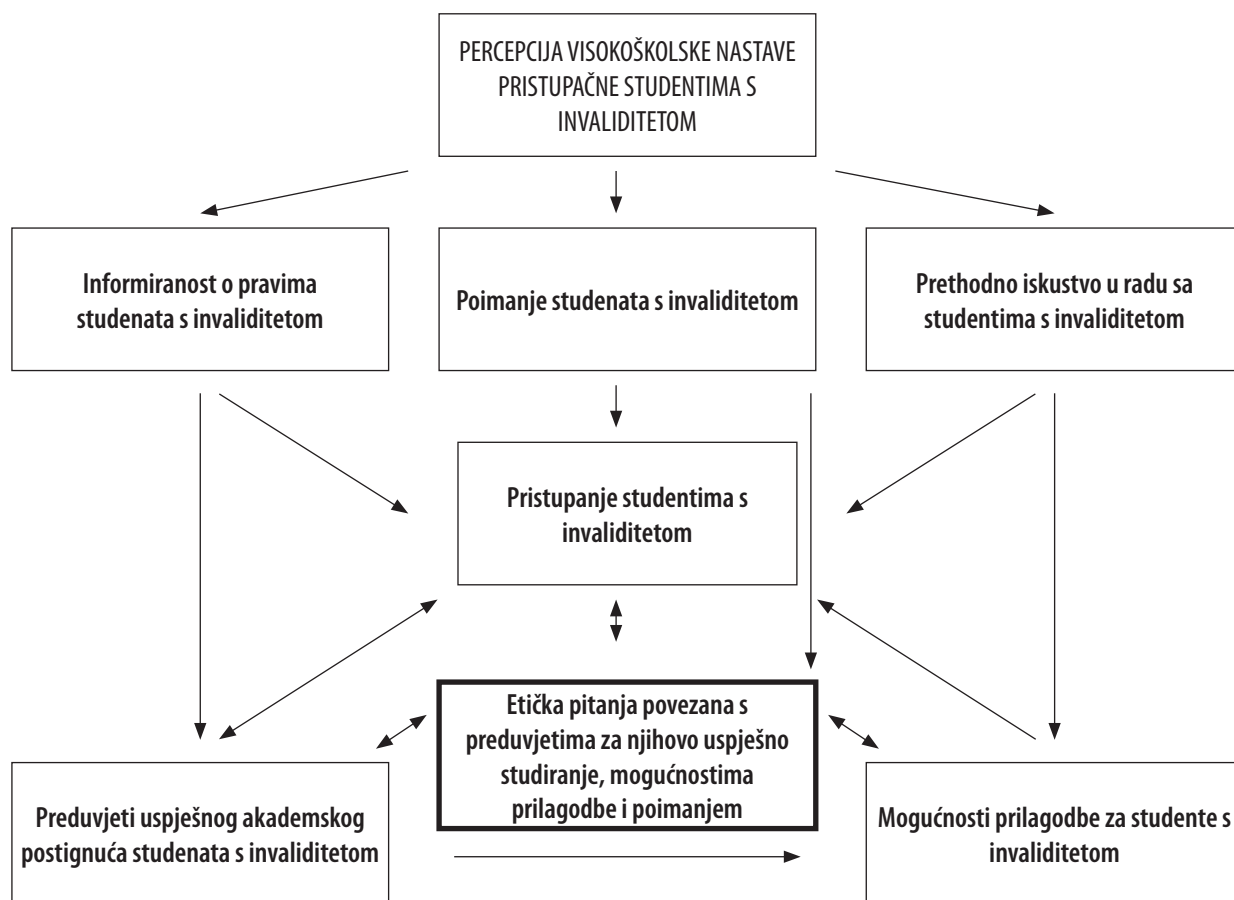 PERCEPCIJA VISOKOŠKOLSKE NASTAVE
PRISTUPAČNE STUDENTIMA S
INVALIDITETOM
Informiranost o pravima
studenata s invaliditetom
Poimanje studenata s invaliditetom
Prethodno iskustvo u radu sa
studentima s invaliditetom
Pristupanje studentima s
invaliditetom
Etička pitanja povezana s
preduvjetima za njihovo uspješno
studiranje, mogućnostima
prilagodbe i poimanjem
Preduvjeti uspješnog akademskog
postignuća studenata s invaliditetom
Mogućnosti prilagodbe za studente s
invaliditetom